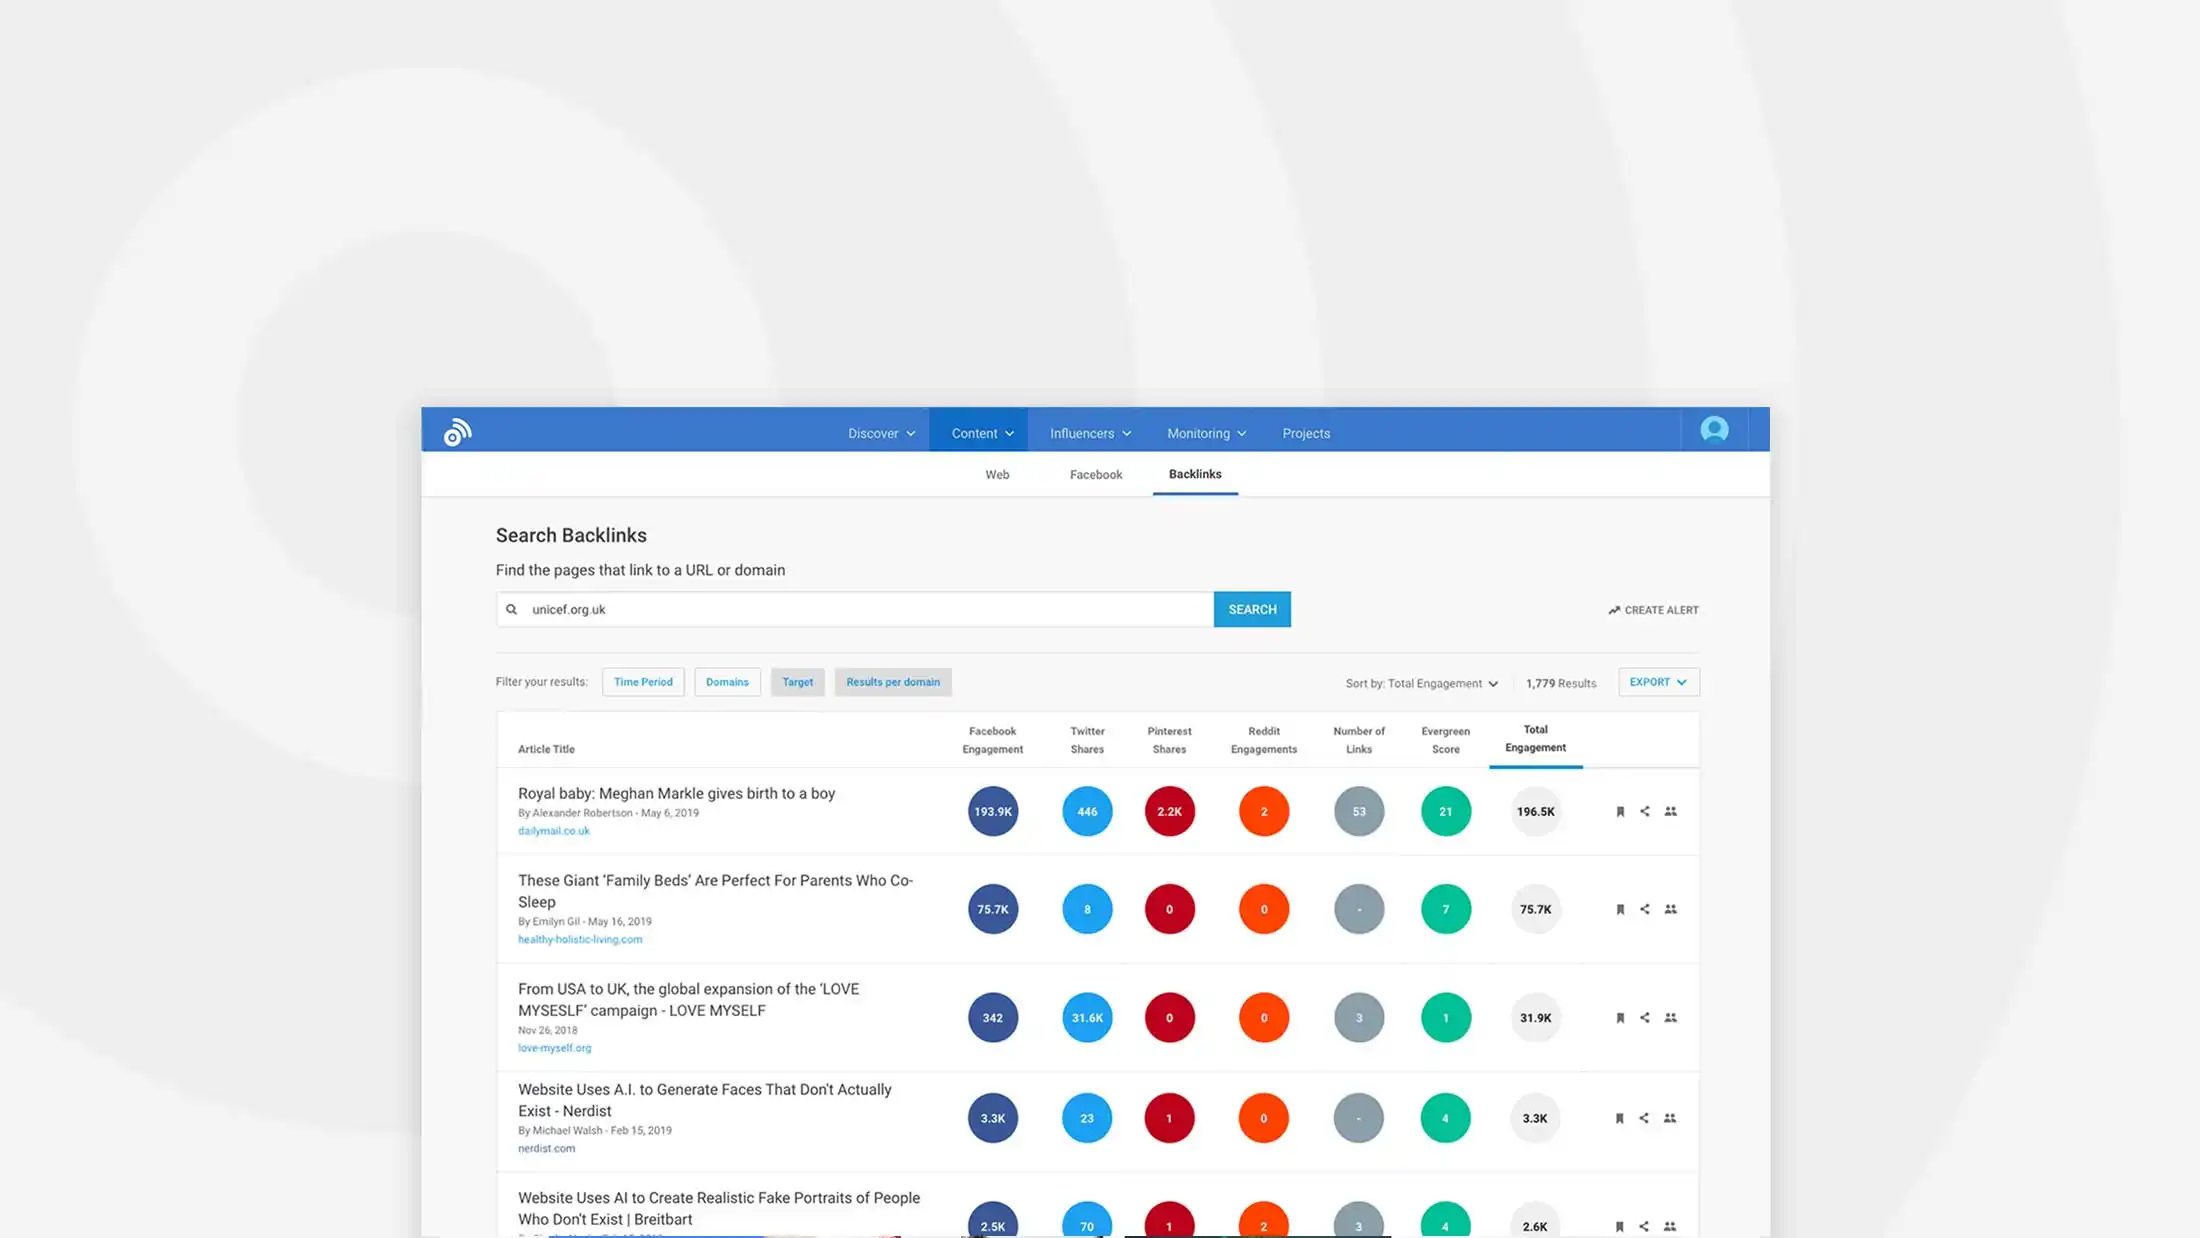 Discover Content Influencers Monitoring Projects
Web Facebook Backlinks
Search Backlinks
Find the pages that link to a URL or domain
unicef.org.uk SEARCH CREATE ALERT
Filter your results: Time Period Domains Target Results per domain Sort by: Total Engagement 1,779 Results EXPORT
Article Title Facebook Engagement Twitter Shares Pinterest Shares Reddit Engagements Number of Links Evergreen Score Total Engagement
Royal baby: Meghan Markle gives birth to a boy
By Alexander Robertson - May 6, 2019
dailymail.co.uk
193.9K 446 2.2K 2 53 21 196.5K
These Giant ‘Family Beds’ Are Perfect For Parents Who Co-
Sleep
By Emilyn Gil - May 16, 2019
healthy-holistic-living.com
75.7K 8 0 0 - 7 75.7K
From USA to UK, the global expansion of the ‘LOVE
MYSESLF’ campaign - LOVE MYSELF
Nov 26, 2018
love-myself.org
342 31.6K 0 0 3 1 31.9K
Website Uses A.I. to Generate Faces That Don't Actually
Exist - Nerdist
By Michael Walsh - Feb 15, 2019
nerdist.com
3.3K 23 1 0 - 4 3.3K
Website Uses AI to Create Realistic Fake Portraits of People
Who Don't Exist | Breitbart
2.5K 70 1 2 3 4 2.6K